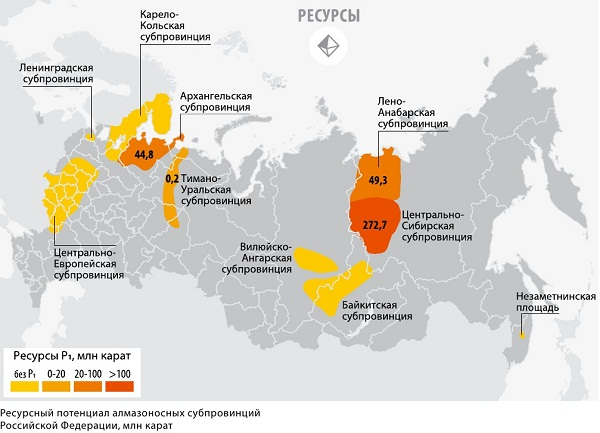 РЕСУРСЫ
Карело-
Кольская
субпровинция
Ленинградская
субпровинция
Архангельская
субпровинция
Лено-
Анабарская
субпровинция
44,8
0,2
Тимано-
Уральская
субпровинция
49,3
272,7
Центрально-
Сибирская
субпровинция
Центрально-
Европейская
субпровинция
Вилюйско-
Ангарская
субпровинция
Байкитская
субпровинция
Незаметнинская
площадь
Ресурсы Р₁, млн карат
без Р₁ 0-20 20-100 >100
Ресурсный потенциал алмазоносных субпровинций
Российской Федерации, млн карат